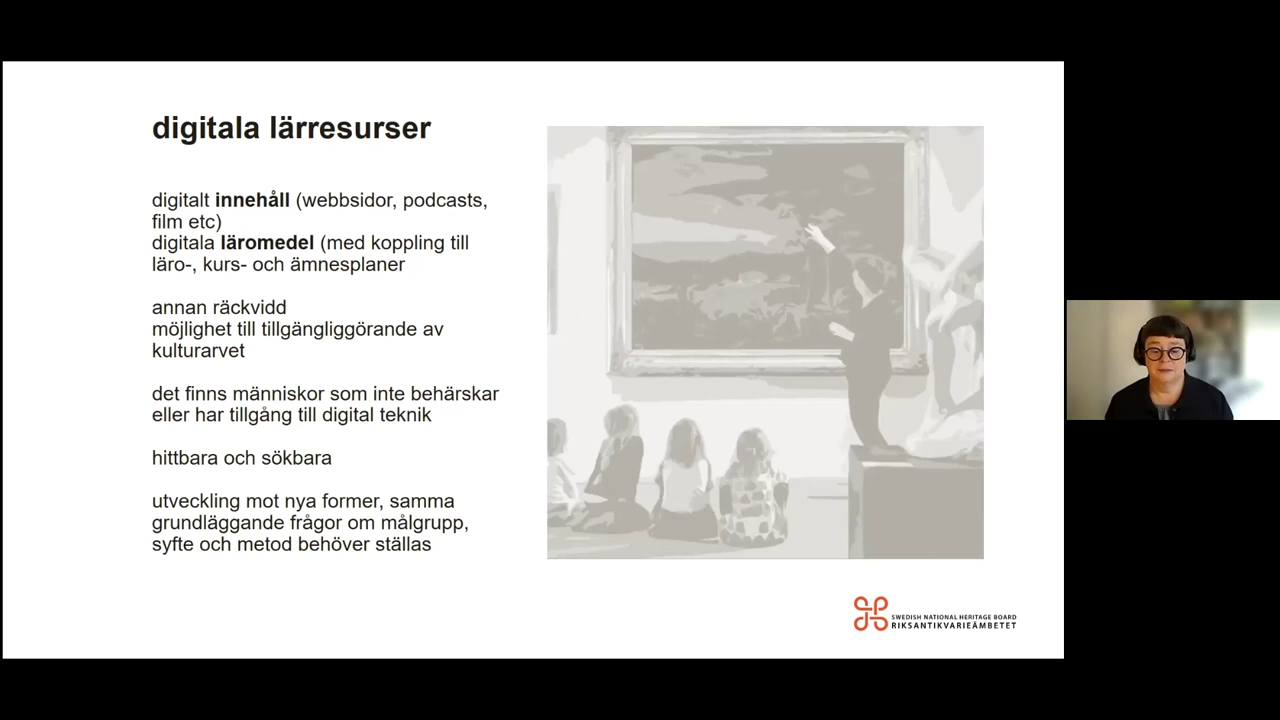 digitala lärresurser
digitalt innehåll (webbsidor, podcasts,
film etc)
digitala läromedel (med koppling till
läro-, kurs- och ämnesplaner
annan räckvidd
möjlighet till tillgängliggörande av
kulturarvet
det finns människor som inte behärskar
eller har tillgång till digital teknik
hittbara och sökbara
utveckling mot nya former, samma
grundläggande frågor om målgrupp,
syfte och metod behöver ställas
SWEDISH NATIONAL HERITAGE BOARD
RIKSANTIKVARIEÄMBETET